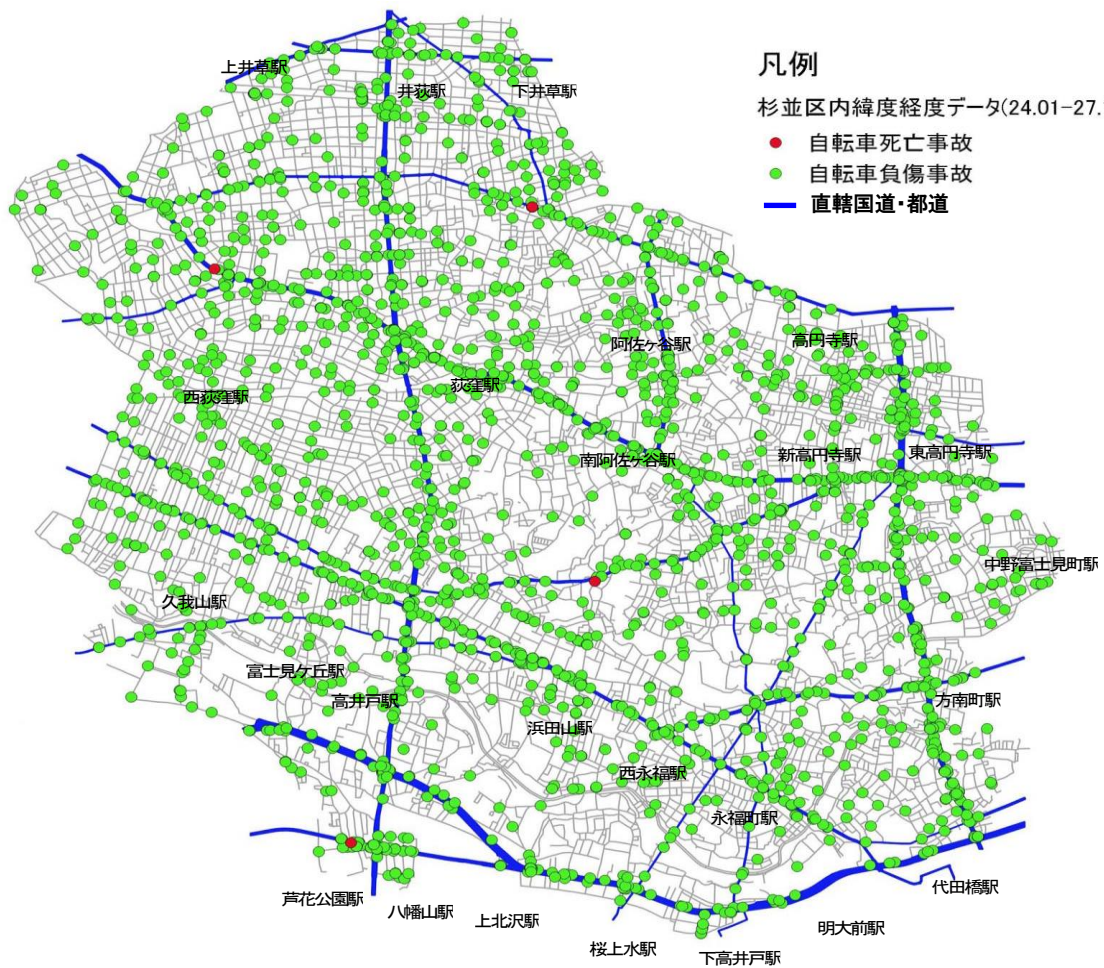 凡例
杉並区内緯度経度データ(24.01-27.
自転車死亡事故
自転車負傷事故
直轄国道・都道
上井草駅
井荻駅
下井草駅
阿佐ヶ谷駅
高円寺駅
荻窪駅
西荻窪駅
南阿佐ヶ谷駅
新高円寺駅
東高円寺駅
中野富士見町駅
久我山駅
富士見ケ丘駅
高井戸駅
浜田山駅
方南町駅
西永福駅
永福町駅
芦花公園駅
八幡山駅
上北沢駅
桜上水駅
下高井戸駅
明大前駅
代田橋駅